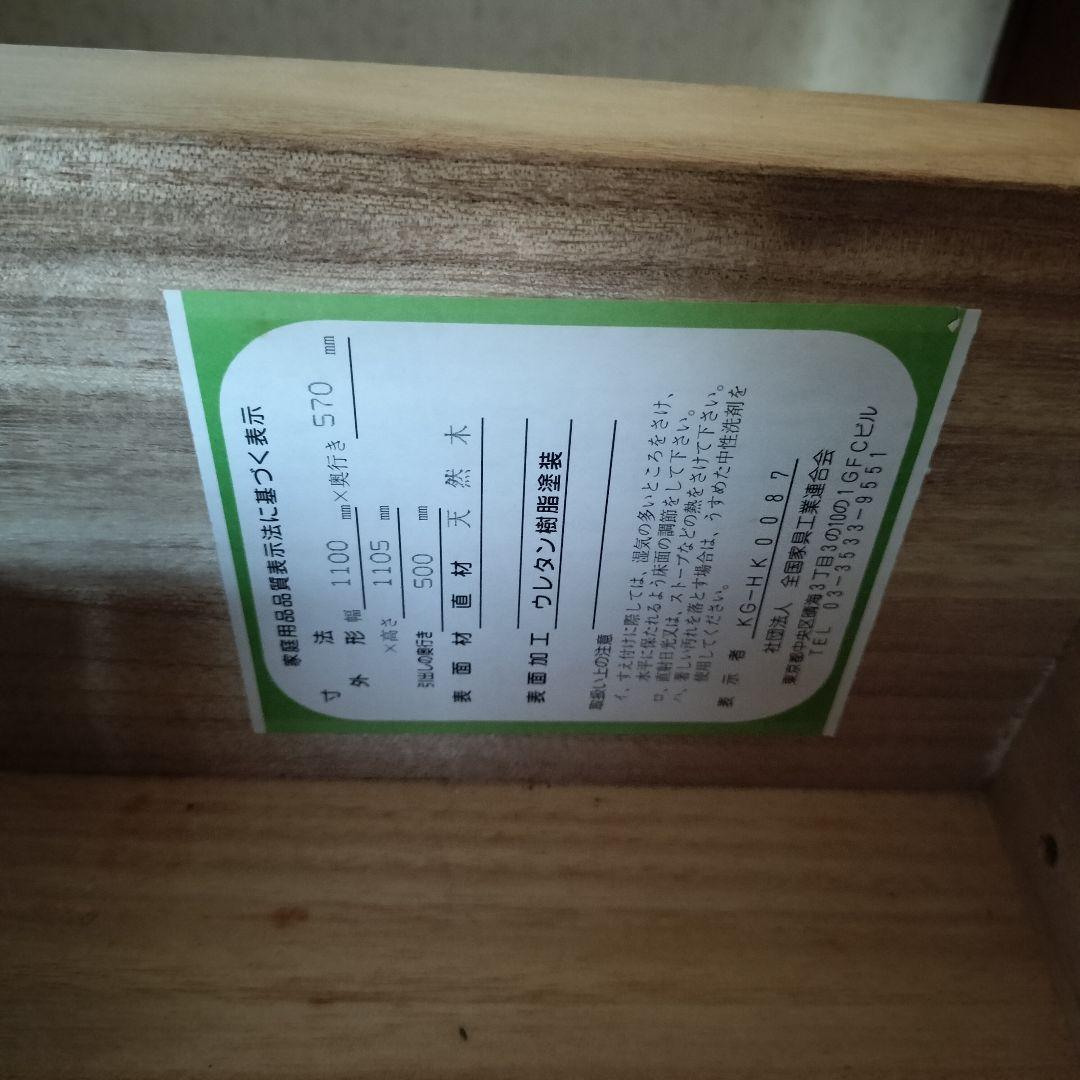 家庭用品品質表示法に基づく表示
寸法
外形 幅 1100 mm×奥行き 570 mm
×高さ 1105 mm
引出しの奥行き 500 mm
表面材 直材 天然木
表面加工 ウレタン樹脂塗装
取扱い上の注意
イ、すえ付けに際しては、湿気の多いところをさけ、
水平に保たれるよう床面の調節をして下さい。
ロ、直射日光又は、ストーブなどの熱をさけて下さい。
ハ、著しい汚れを落とす場合は、うすめた中性洗剤を
使用してください。
表示者 KG-HK0087
社団法人 全国家具工業連合会
東京都中央区晴海3丁目3の10の1GFCビル
TEL 03-3533-9551